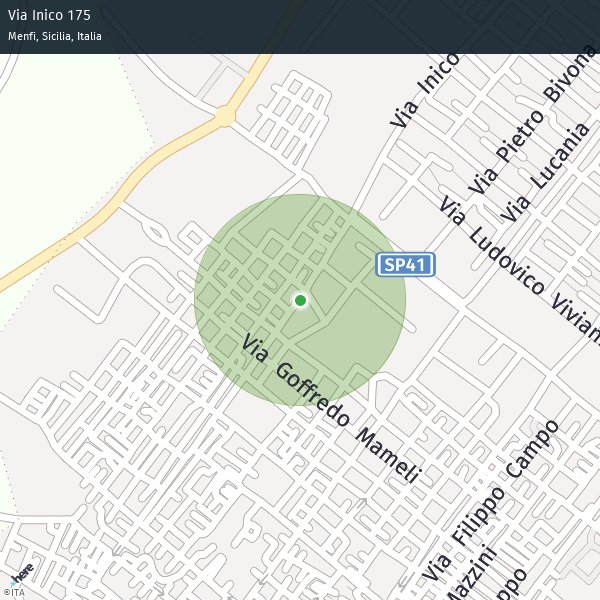 Via Inico 175
Menfi, Sicilia, Italia
Via Inico
Via Pietro Bivona
Via Lucania
Via Ludovico Vivian
SP41
Via Goffredo Mameli
Via Filippo Campo
Mazzini
ppo
here
©ITA